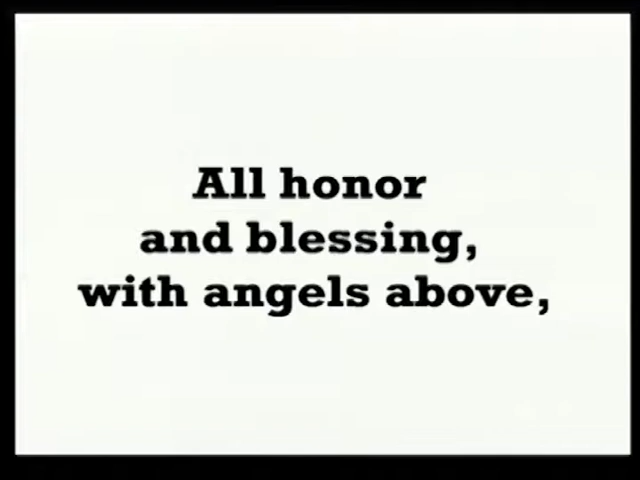 All honor
and blessing,
with angels above,